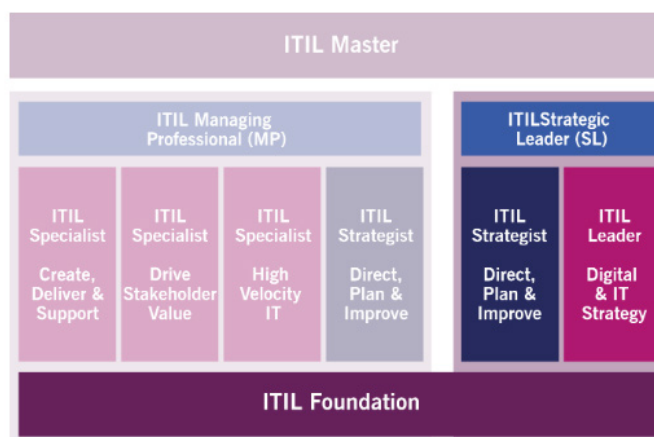 ITIL Master
ITIL Managing
Professional (MP)
ITILStrategic
Leader (SL)
ITIL
Specialist
Create,
Deliver &
Support
ITIL
Specialist
Drive
Stakeholder
Value
ITIL
Specialist
High
Velocity
IT
ITIL
Strategist
Direct,
Plan &
Improve
ITIL
Strategist
Direct,
Plan &
Improve
ITIL
Leader
Digital
& IT
Strategy
ITIL Foundation